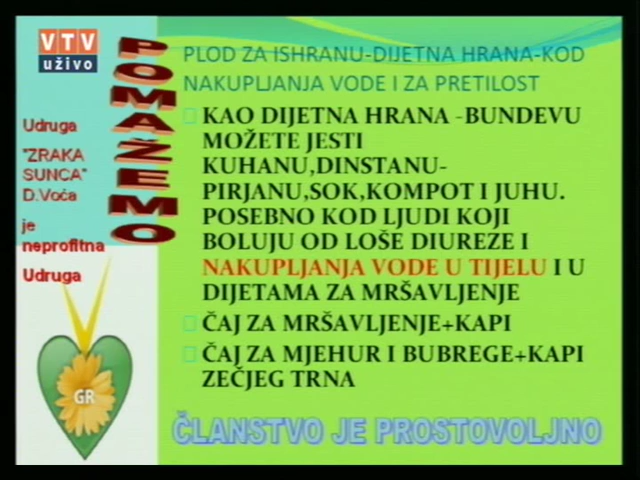 VTV
uživo
POMAŽEMO
Udruga
"ZRAKA
SUNCA"
D.Voća
je
neprofitna
Udruga
GR
PLOD ZA ISHRANU-DIJETNA HRANA-KOD
NAKUPLJANJA VODE I ZA PRETILOST
KAO DIJETNA HRANA -BUNDEVU
MOŽETE JESTI
KUHANU,DINSTANU-
PIRJANU,SOK,KOMPOT I JUHU.
POSEBNO KOD LJUDI KOJI
BOLUJU OD LOŠE DIUREZE I
NAKUPLJANJA VODE U TIJELU I U
DIJETAMA ZA MRŠAVLJENJE
ČAJ ZA MRŠAVLJENJE+KAPI
ČAJ ZA MJEHUR I BUBREGE+KAPI
ZEČJEG TRNA
ČLANSTVO JE PROSTOVOLJNO